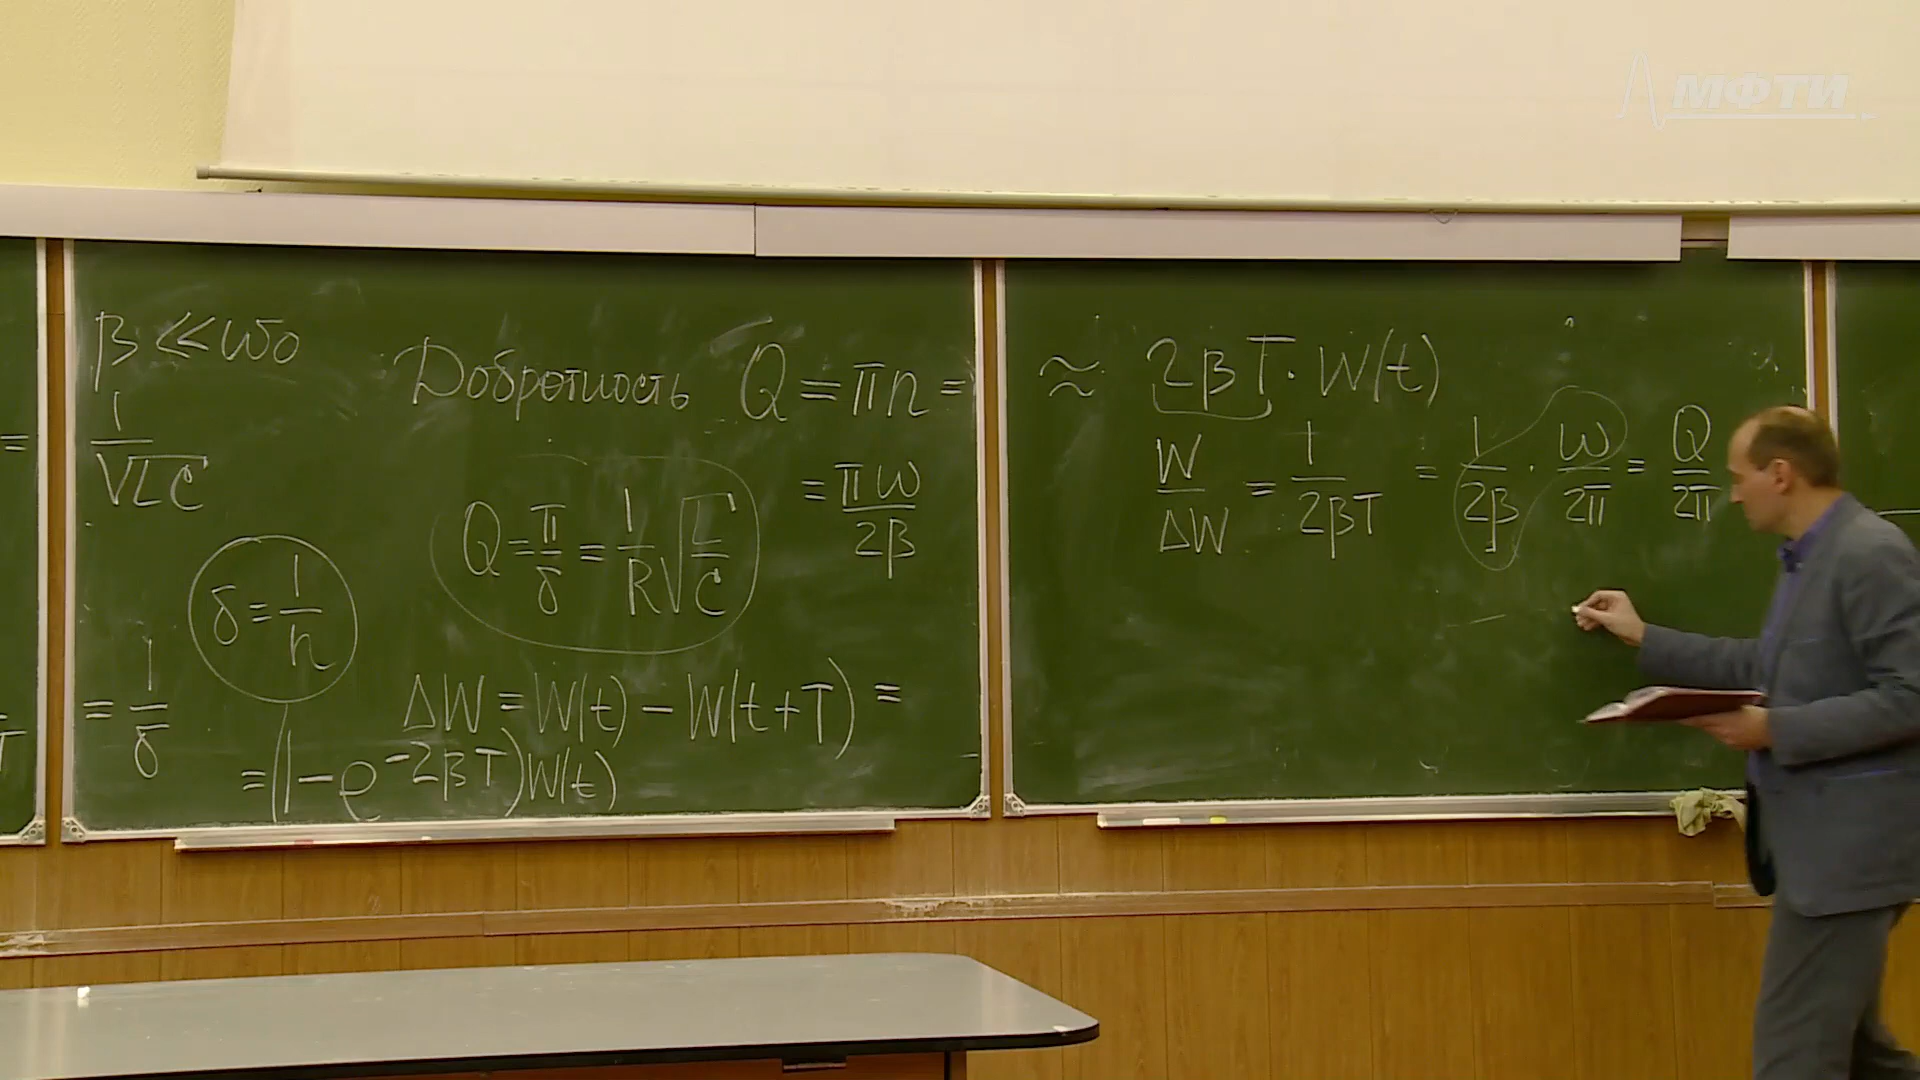 МФТИ
=
T
β ≪ ω₀
1/√LC
Добротность Q = πn =
= πω/2β
Q = π/δ = 1/R √L/C
δ = 1/n
= 1/δ
ΔW = W(t) − W(t+T) =
= (1 − e^{−2βT})W(t)
≈ 2βT · W(t)
W/ΔW = 1/2βT = 1/2β · ω/2π = Q/2π